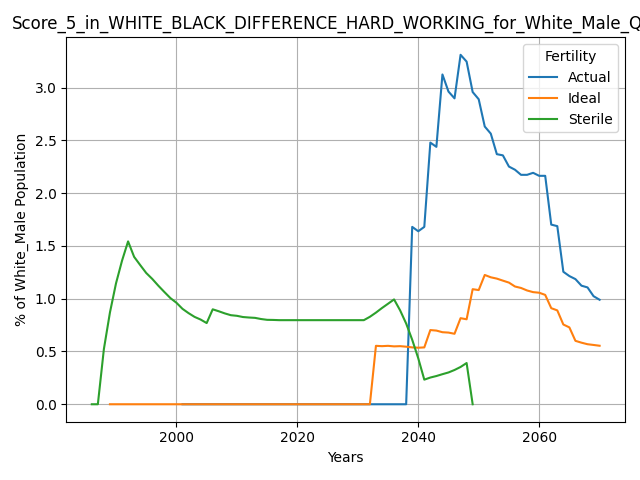 Score_5_in_WHITE_BLACK_DIFFERENCE_HARD_WORKING_for_White_Male_Q
Fertility
Actual
Ideal
Sterile
% of White_Male Population
3.0
2.5
2.0
1.5
1.0
0.5
0.0
2000 2020 2040 2060
Years